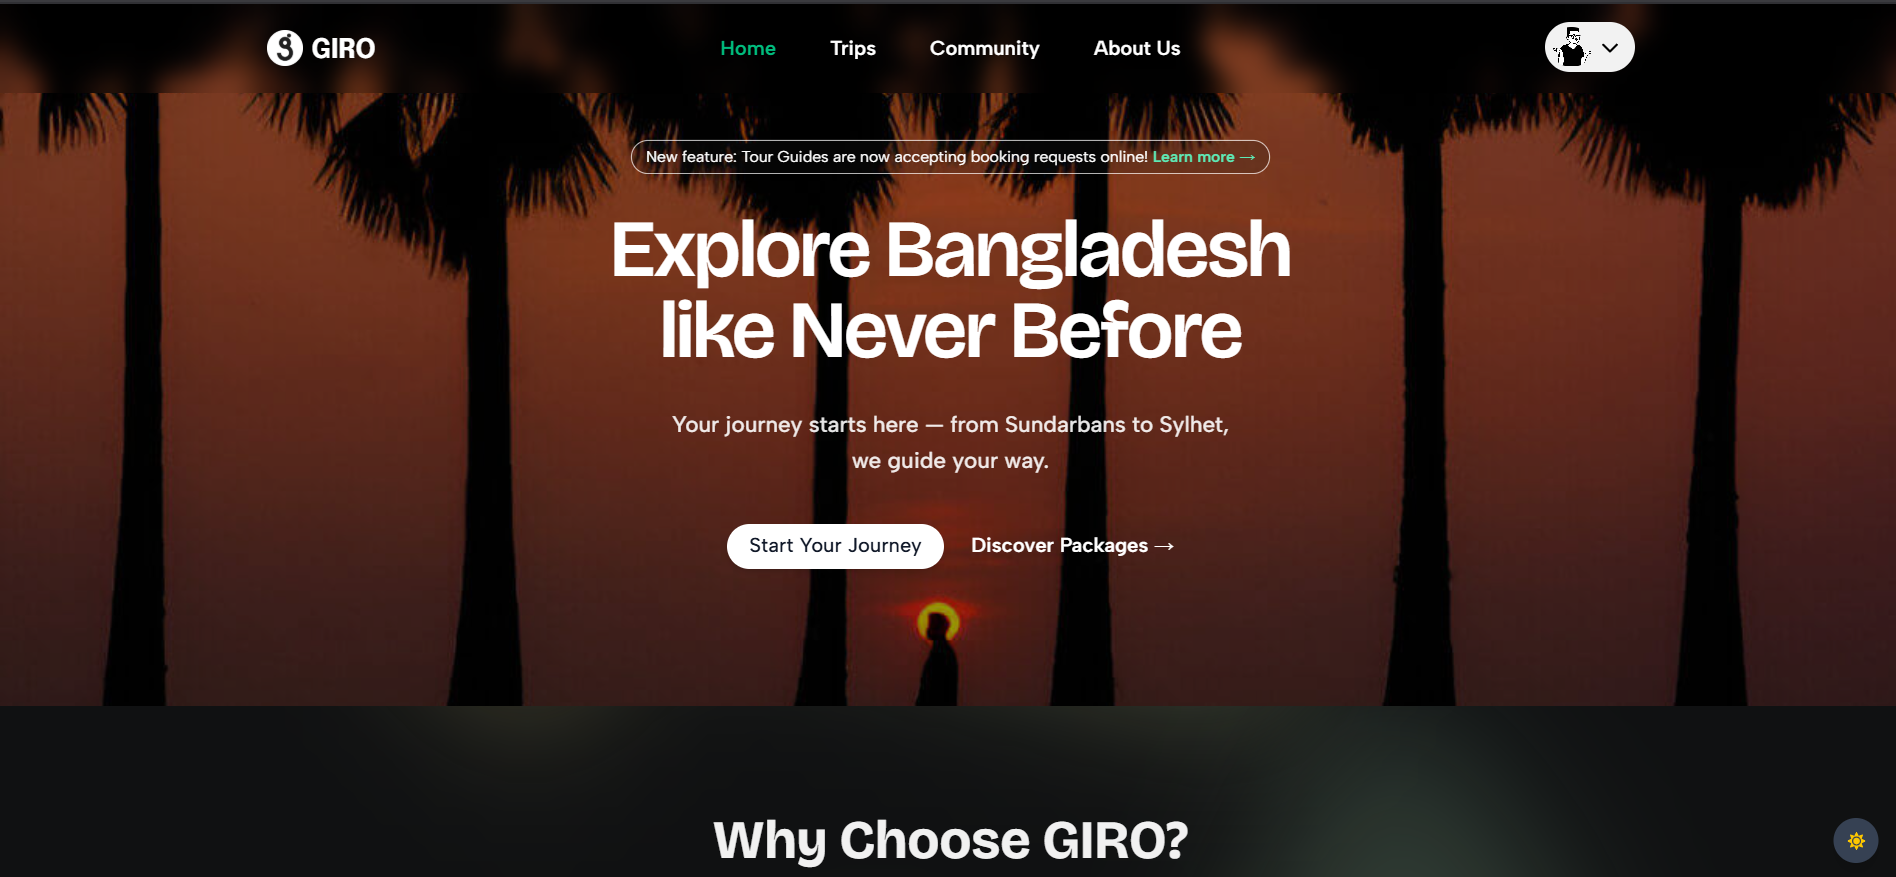 GIRO
Home Trips Community About Us
New feature: Tour Guides are now accepting booking requests online! Learn more →
Explore Bangladesh
like Never Before
Your journey starts here — from Sundarbans to Sylhet,
we guide your way.
Start Your Journey Discover Packages →
Why Choose GIRO?